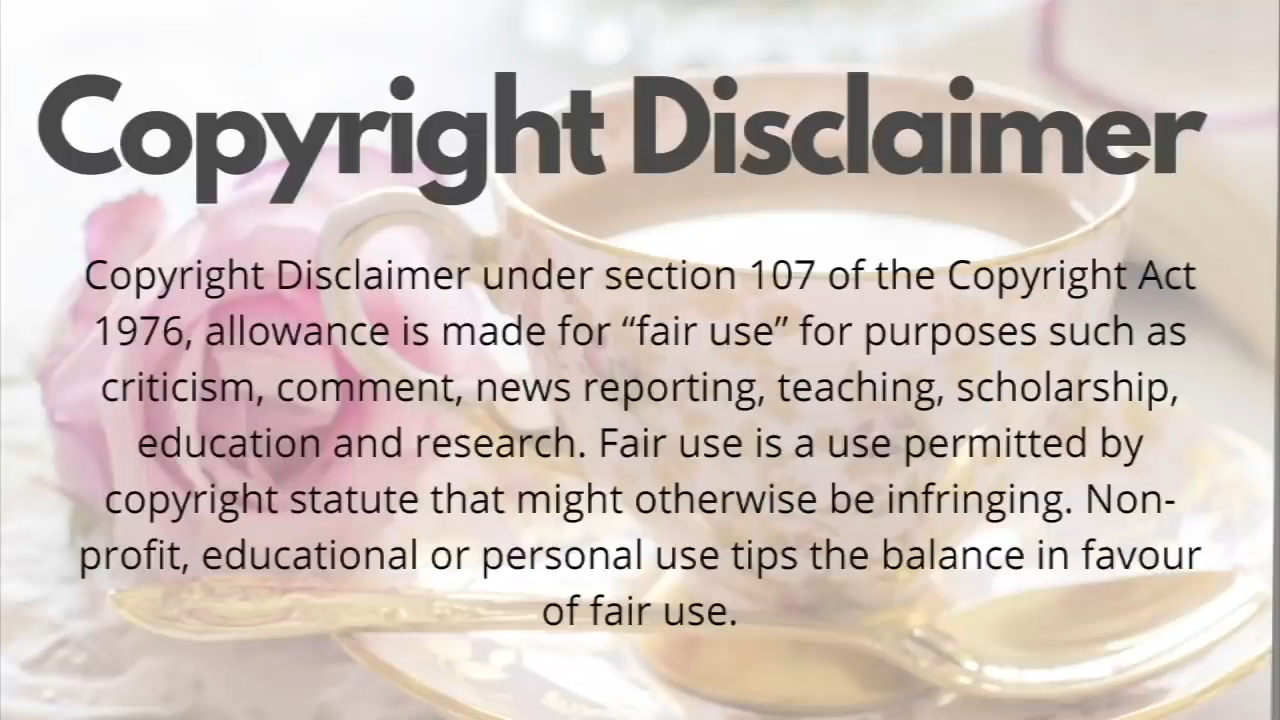 Copyright Disclaimer
Copyright Disclaimer under section 107 of the Copyright Act
1976, allowance is made for “fair use” for purposes such as
criticism, comment, news reporting, teaching, scholarship,
education and research. Fair use is a use permitted by
copyright statute that might otherwise be infringing. Non-
profit, educational or personal use tips the balance in favour
of fair use.